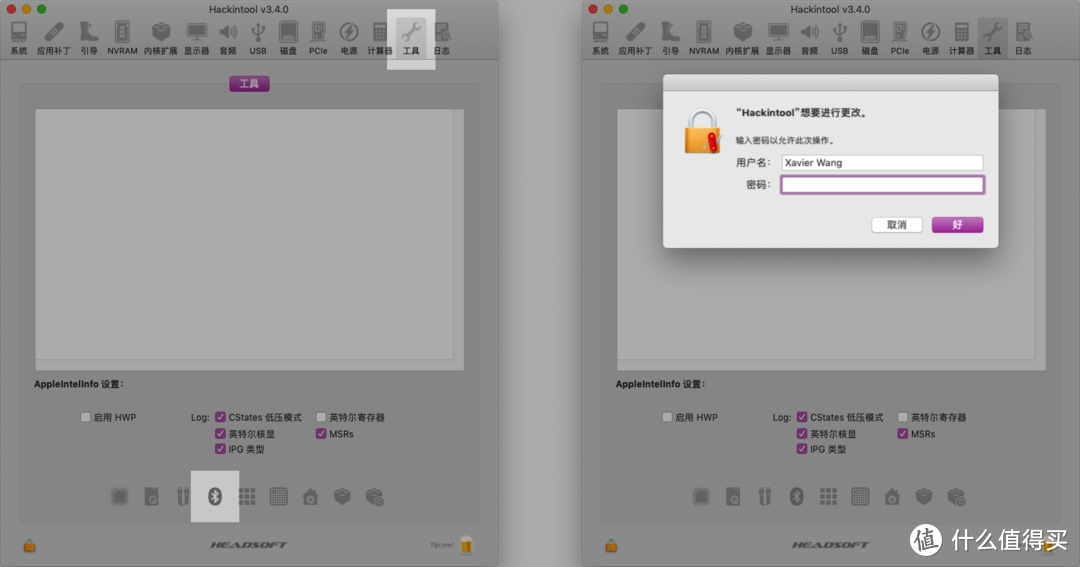 Hackintool v3.4.0
系统 应用补丁 引导 NVRAM 内核扩展 显示器 音频 USB 磁盘 PCIe 电源 计算器 工具 日志
工具
AppleIntelInfo 设置:
启用 HWP Log: CStates 低压模式 英特尔寄存器
英特尔核显 MSRs
IPG 类型
HEADSOFT Tip me!
Hackintool v3.4.0
系统 应用补丁 引导 NVRAM 内核扩展 显示器 音频 USB 磁盘 PCIe 电源 计算器 工具 日志
“Hackintool”想要进行更改。
输入密码以允许此次操作。
用户名: Xavier Wang
密码:
取消 好
AppleIntelInfo 设置:
启用 HWP Log: CStates 低压模式 英特尔寄存器
英特尔核显 MSRs
IPG 类型
HEADSOFT
值 什么值得买